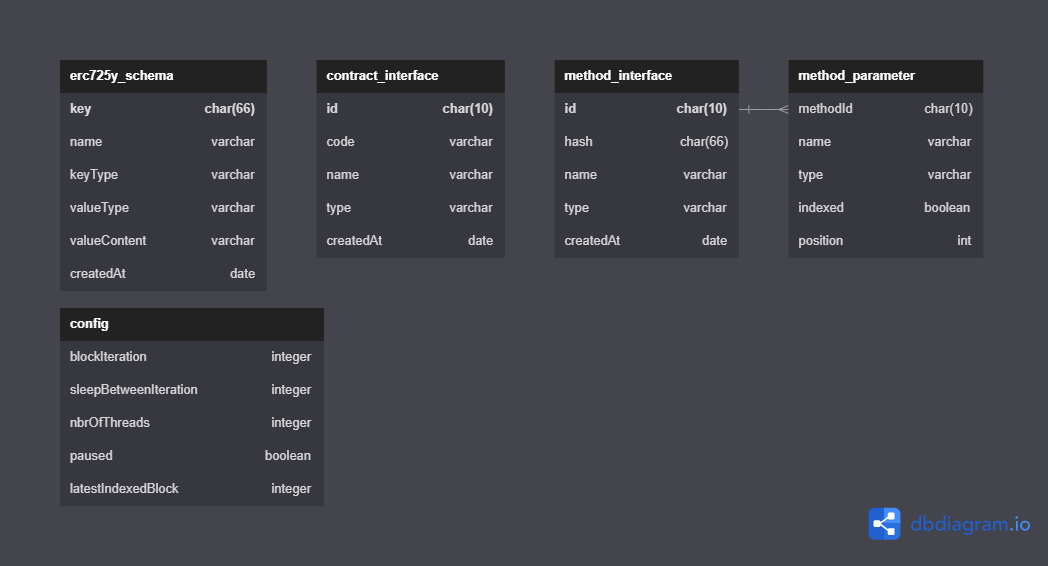 erc725y_schema
key char(66)
name varchar
keyType varchar
valueType varchar
valueContent varchar
createdAt date
contract_interface
id char(10)
code varchar
name varchar
type varchar
createdAt date
method_interface
id char(10)
hash char(66)
name varchar
type varchar
createdAt date
method_parameter
methodId char(10)
name varchar
type varchar
indexed boolean
position int
config
blockIteration integer
sleepBetweenIteration integer
nbrOfThreads integer
paused boolean
latestIndexedBlock integer
dbdiagram.io